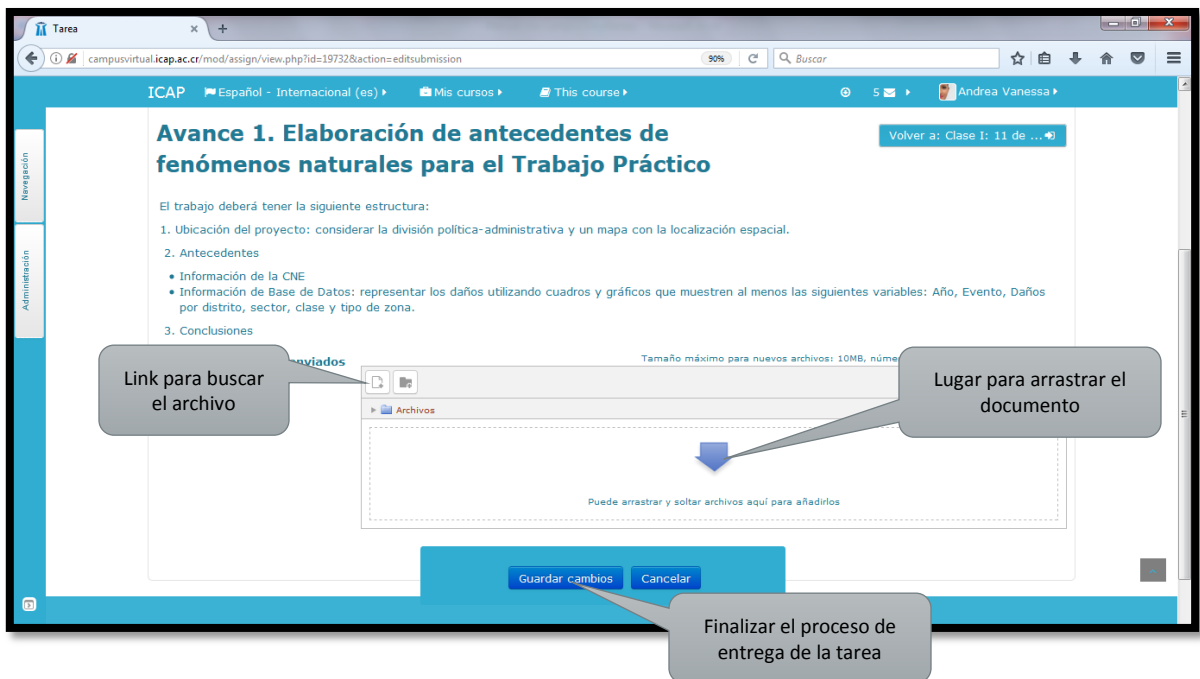 Tarea
campusvirtual.icap.ac.cr/mod/assign/view.php?id=19732&action=editsubmission
90%
Buscar
ICAP
Español - Internacional (es)
Mis cursos
This course
5
Andrea Vanessa
Navegación
Administración
Avance 1. Elaboración de antecedentes de
fenómenos naturales para el Trabajo Práctico
Volver a: Clase I: 11 de ...
El trabajo deberá tener la siguiente estructura:
1. Ubicación del proyecto: considerar la división política-administrativa y un mapa con la localización espacial.
2. Antecedentes
• Información de la CNE
• Información de Base de Datos: representar los daños utilizando cuadros y gráficos que muestren al menos las siguientes variables: Año, Evento, Daños
por distrito, sector, clase y tipo de zona.
3. Conclusiones
Tamaño máximo para nuevos archivos: 10MB,
Link para buscar
el archivo
Lugar para arrastrar el
documento
Archivos
Puede arrastrar y soltar archivos aquí para añadirlos
Guardar cambios
Cancelar
Finalizar el proceso de
entrega de la tarea